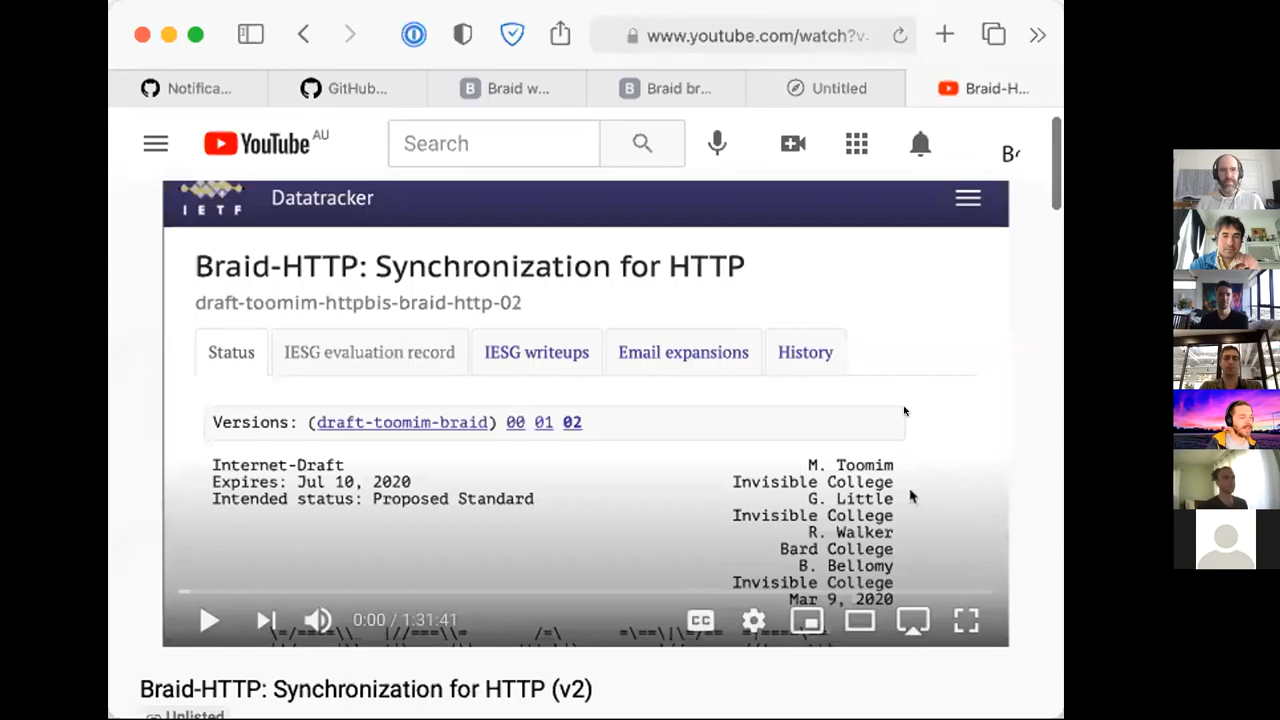 www.youtube.com/watch?v...
Notifica... GitHub... Braid w... Braid br... Untitled Braid-H...
YouTube AU Search
IETF Datatracker
Braid-HTTP: Synchronization for HTTP
draft-toomim-httpbis-braid-http-02
Status IESG evaluation record IESG writeups Email expansions History
Versions: (draft-toomim-braid) 00 01 02
Internet-Draft M. Toomim
Expires: Jul 10, 2020 Invisible College
Intended status: Proposed Standard G. Little
Invisible College
R. Walker
Bard College
B. Bellomy
Invisible College
Mar 9, 2020
0:00 / 1:31:41 CC
Braid-HTTP: Synchronization for HTTP (v2)
Unlisted